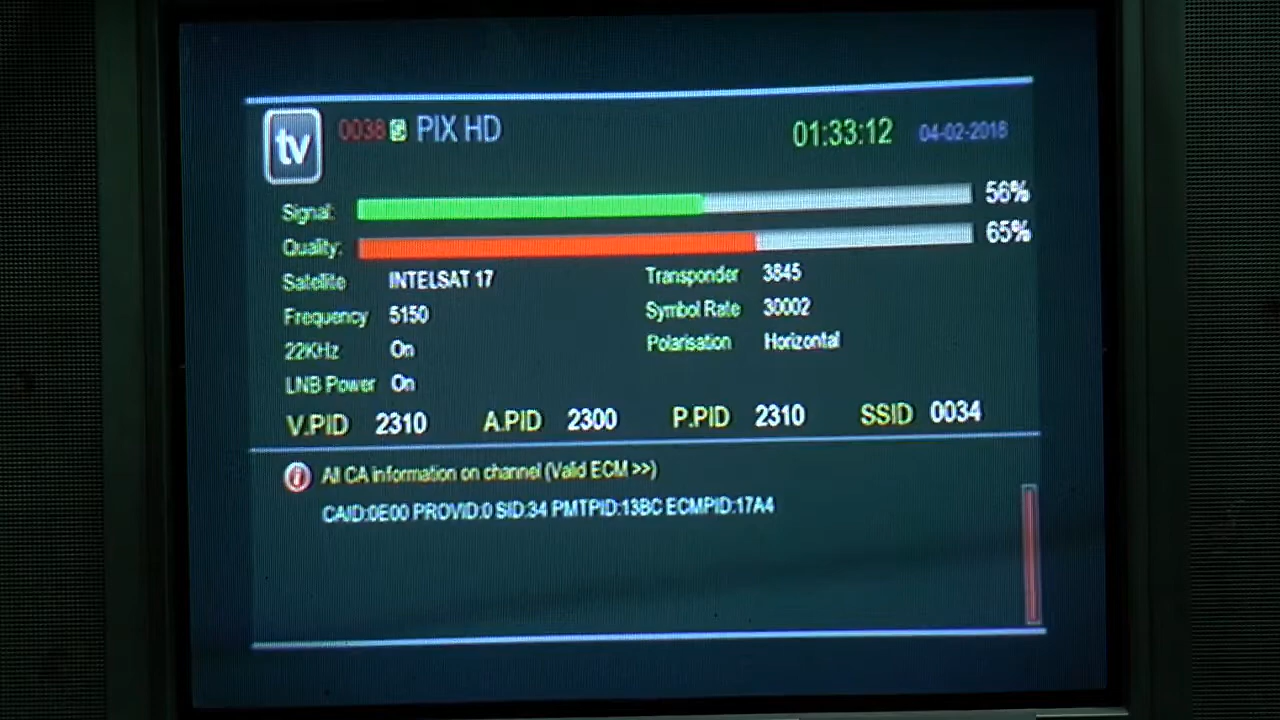 tv 0038 S PIX HD 01:33:12 04-02-2018
Signal: 56%
Quality: 65%
Satellite INTELSAT 17 Transponder 3845
Frequency 5150 Symbol Rate 30002
22KHz On Polarisation Horizontal
LNB Power On
V.PID 2310 A.PID 2300 P.PID 2310 SSID 0034
i All CA information on channel (Valid ECM >>)
CAID:0E00 PROVID:0 SID:34 PMTPID:13BC ECMPID:17A4